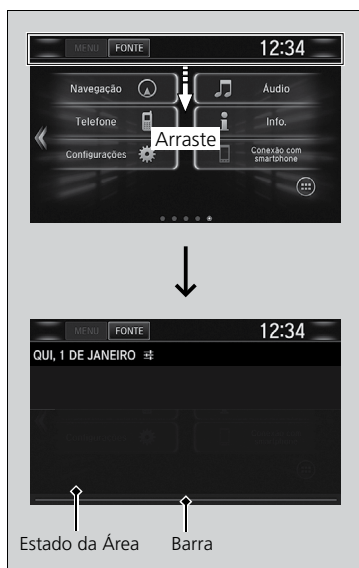 MENU FONTE 12:34
Navegação Áudio
Telefone Info.
Arraste
Configurações Conexão com
smartphone
MENU FONTE 12:34
QUI, 1 DE JANEIRO
Estado da Área Barra